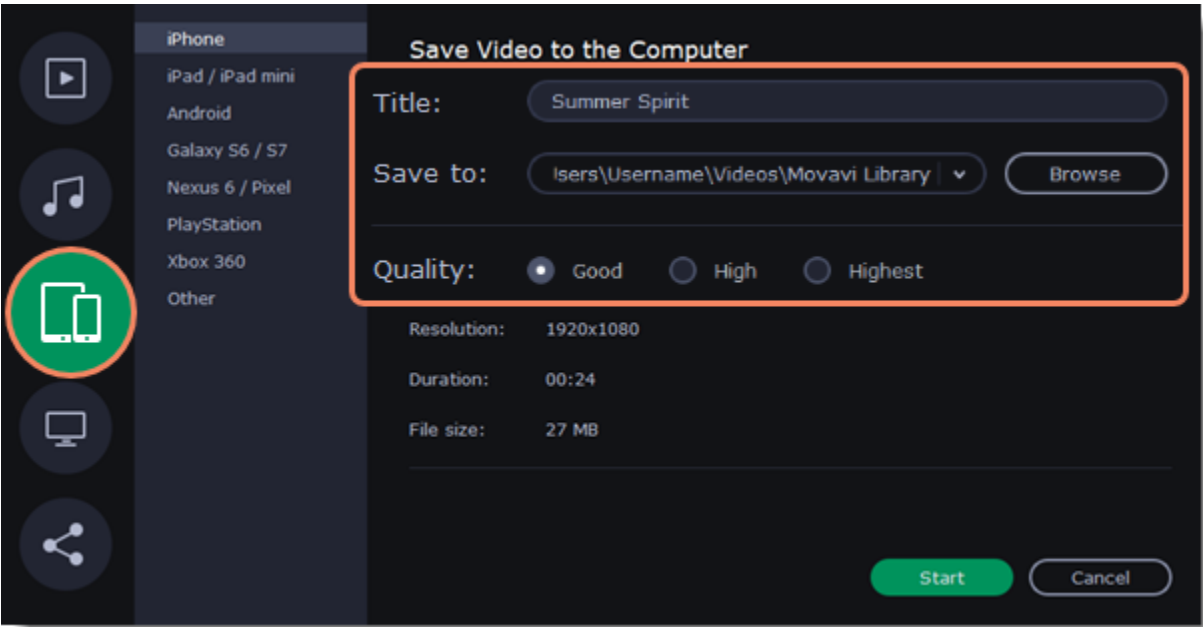 iPhone
iPad / iPad mini
Android
Galaxy S6 / S7
Nexus 6 / Pixel
PlayStation
Xbox 360
Other
Save Video to the Computer
Title: Summer Spirit
Save to: sers\Username\Videos\Movavi Library Browse
Quality: Good High Highest
Resolution: 1920x1080
Duration: 00:24
File size: 27 MB
Start Cancel